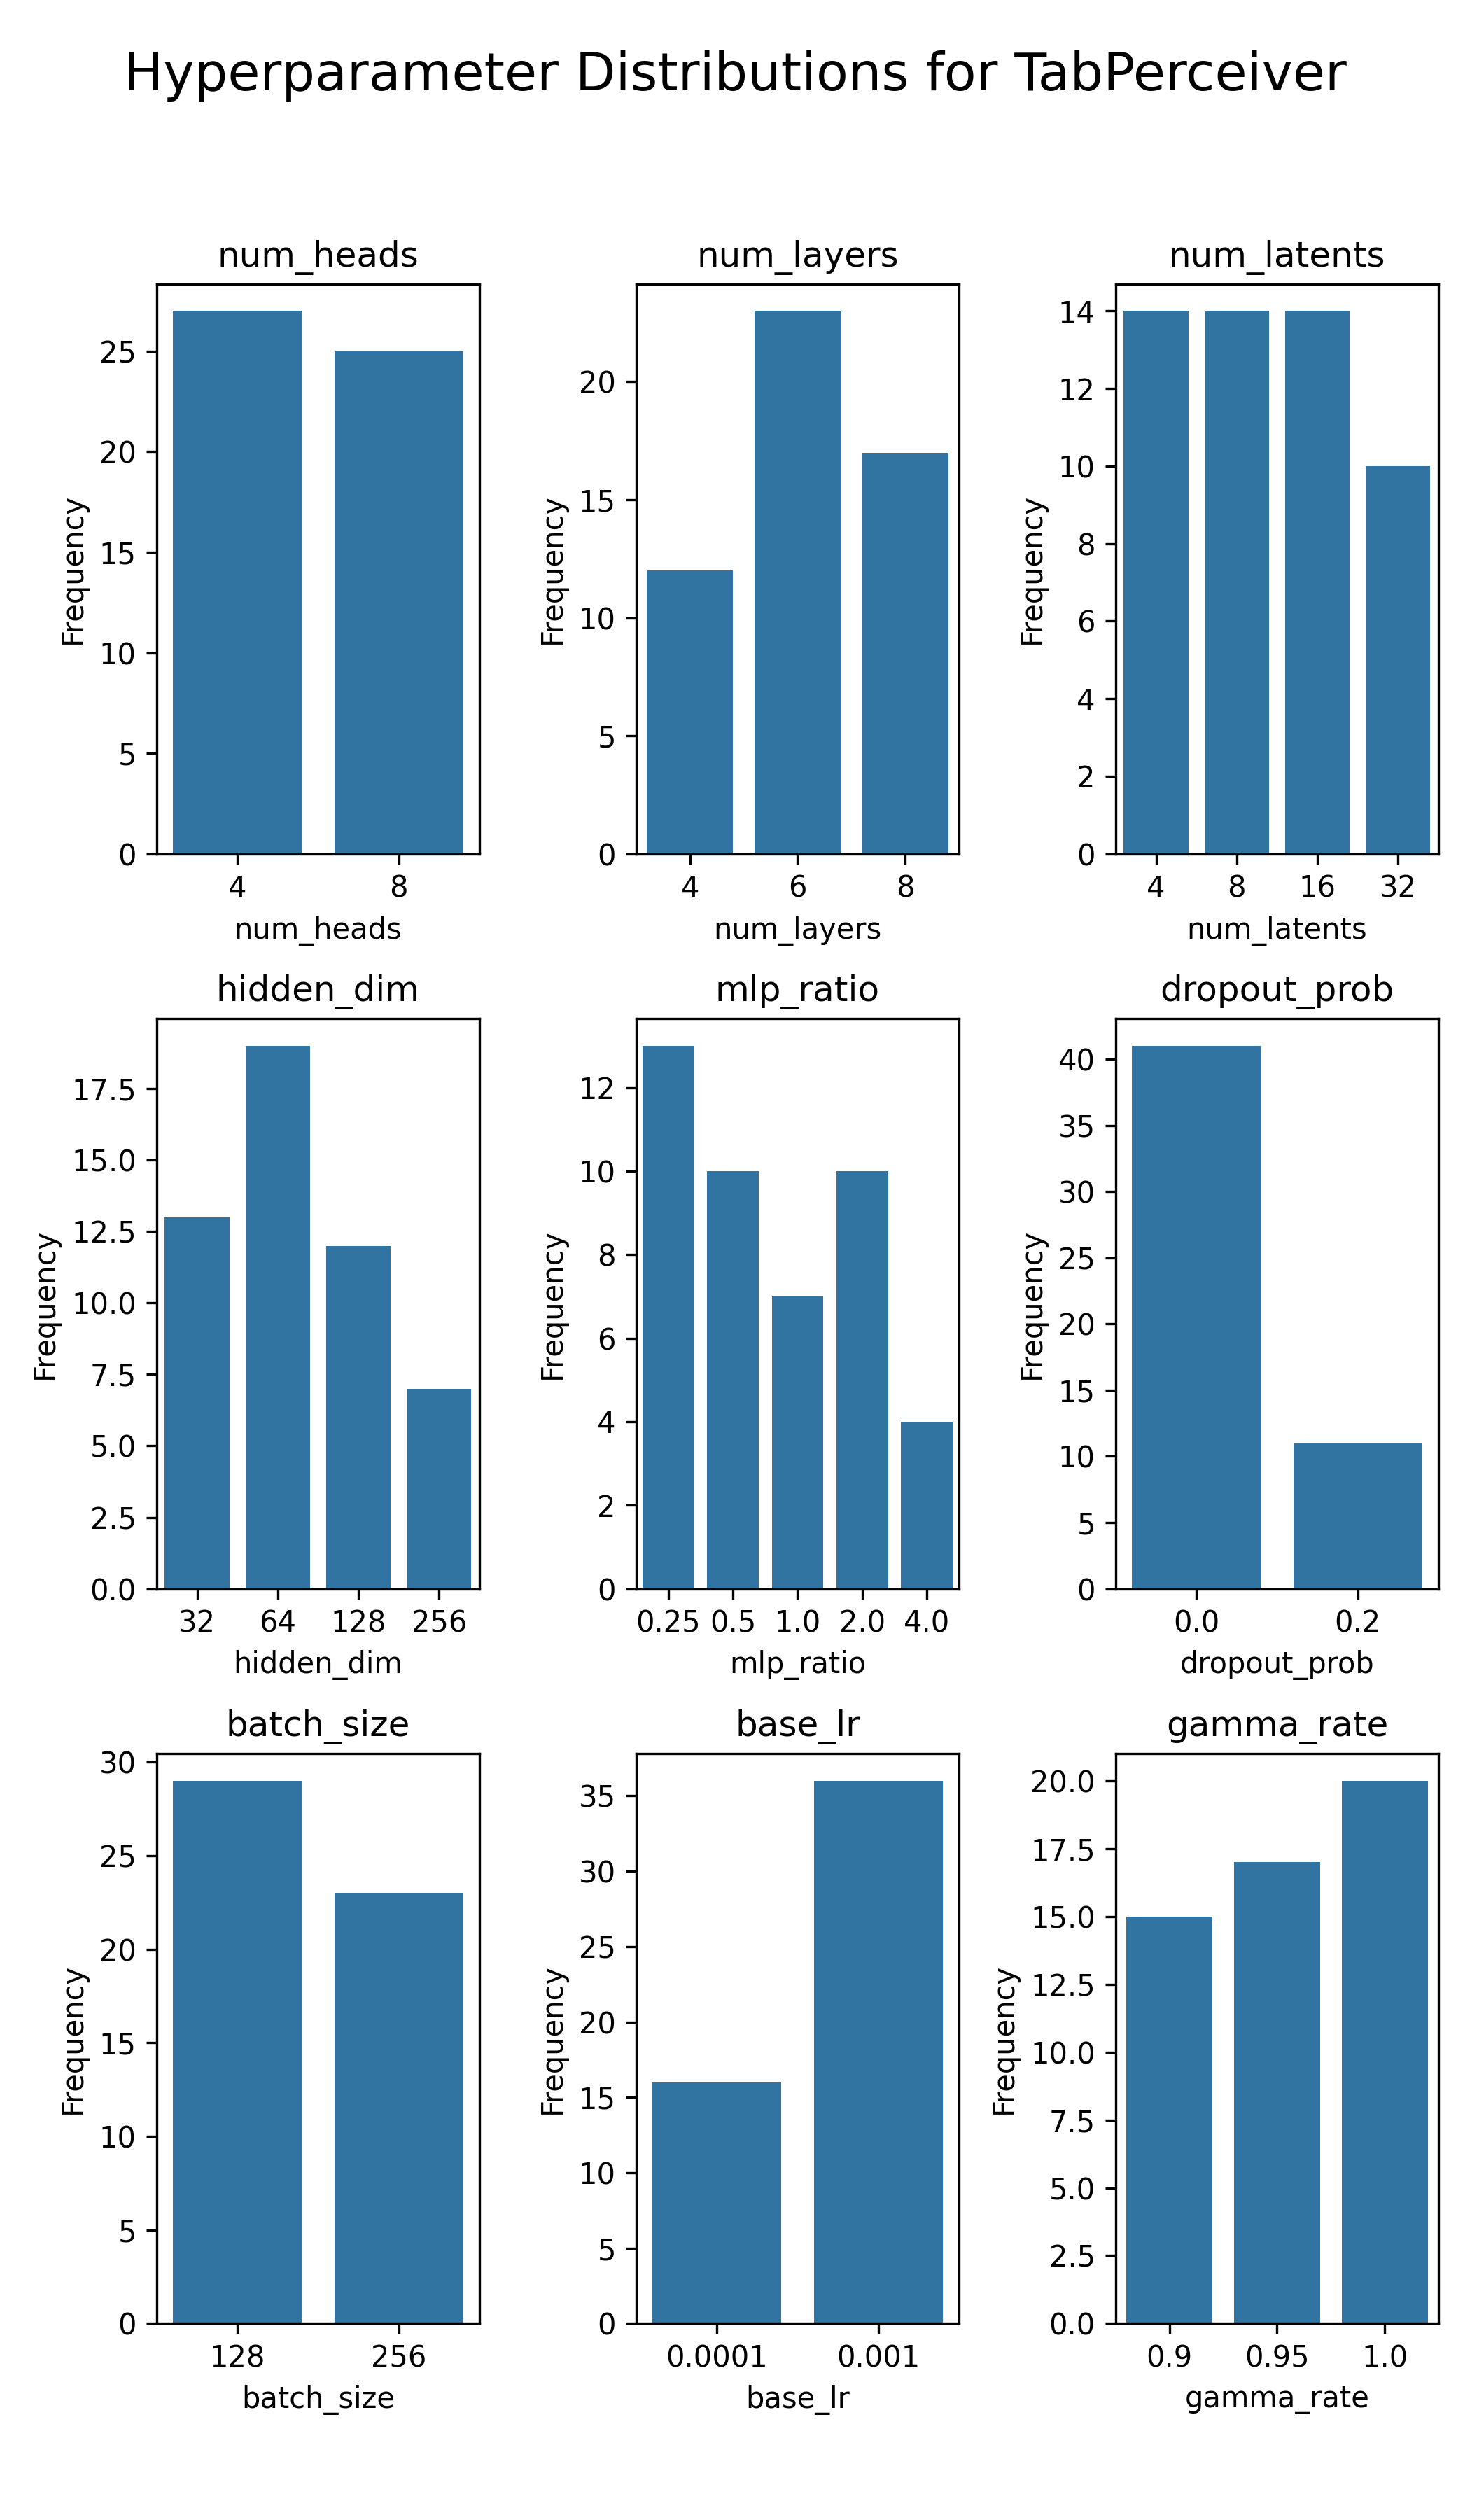 Hyperparameter Distributions for TabPerceiver
num_heads
Frequency
25
20
15
10
5
0
4 8
num_heads
num_layers
Frequency
20
15
10
5
0
4 6 8
num_layers
num_latents
Frequency
14
12
10
8
6
4
2
0
4 8 16 32
num_latents
hidden_dim
Frequency
17.5
15.0
12.5
10.0
7.5
5.0
2.5
0.0
32 64 128 256
hidden_dim
mlp_ratio
Frequency
12
10
8
6
4
2
0
0.25 0.5 1.0 2.0 4.0
mlp_ratio
dropout_prob
Frequency
40
35
30
25
20
15
10
5
0
0.0 0.2
dropout_prob
batch_size
Frequency
30
25
20
15
10
5
0
128 256
batch_size
base_lr
Frequency
35
30
25
20
15
10
5
0
0.0001 0.001
base_lr
gamma_rate
Frequency
20.0
17.5
15.0
12.5
10.0
7.5
5.0
2.5
0.0
0.9 0.95 1.0
gamma_rate